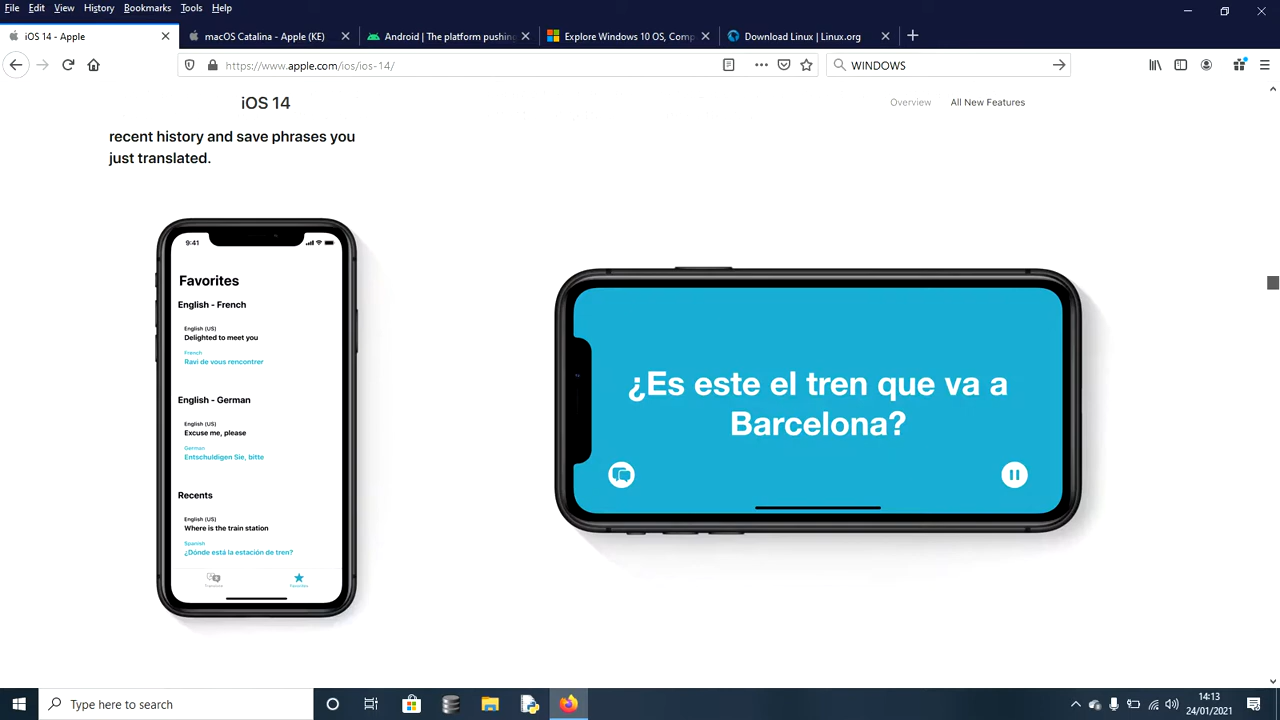 File Edit View History Bookmarks Tools Help
iOS 14 - Apple
macOS Catalina - Apple (KE)
Android | The platform pushing
Explore Windows 10 OS, Comp
Download Linux | Linux.org
https://www.apple.com/ios/ios-14/
WINDOWS
iOS 14
Overview
All New Features
recent history and save phrases you
just translated.
9:41
Favorites
English - French
English (US)
Delighted to meet you
French
Ravi de vous rencontrer
English - German
English (US)
Excuse me, please
German
Entschuldigen Sie, bitte
Recents
English (US)
Where is the train station
Spanish
¿Dónde está la estación de tren?
Translate
Favorites
¿Es este el tren que va a
Barcelona?
Type here to search
14:13
24/01/2021